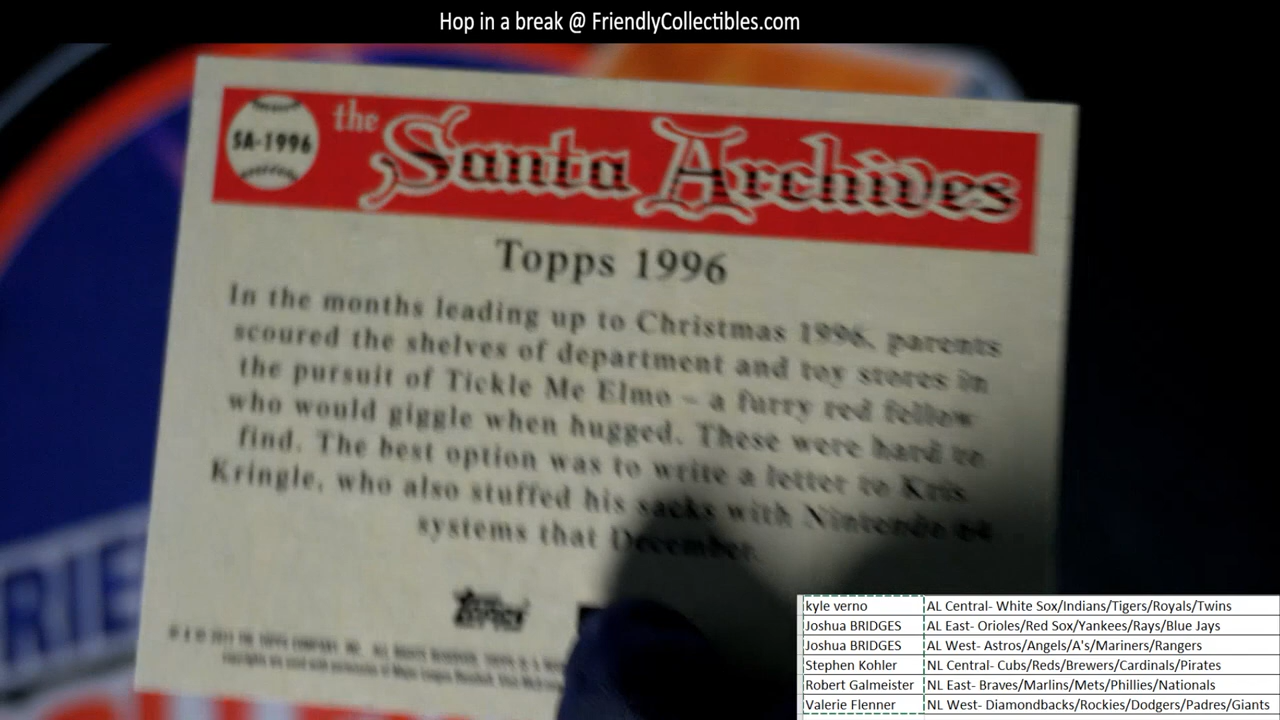 Hop in a break @ FriendlyCollectibles.com
SA-1996
the Santa Archives
Topps 1996
In the months leading up to Christmas 1996, parents
scoured the shelves of department and toy stores in
the pursuit of Tickle Me Elmo – a furry red fellow
who would giggle when hugged. These were hard to
find. The best option was to write a letter to Kris
Kringle, who also stuffed his sacks with Nintendo 64
systems that December.
Topps
RIE
kyle verno AL Central- White Sox/Indians/Tigers/Royals/Twins
Joshua BRIDGES AL East- Orioles/Red Sox/Yankees/Rays/Blue Jays
Joshua BRIDGES AL West- Astros/Angels/A's/Mariners/Rangers
Stephen Kohler NL Central- Cubs/Reds/Brewers/Cardinals/Pirates
Robert Galmeister NL East- Braves/Marlins/Mets/Phillies/Nationals
Valerie Flenner NL West- Diamondbacks/Rockies/Dodgers/Padres/Giants